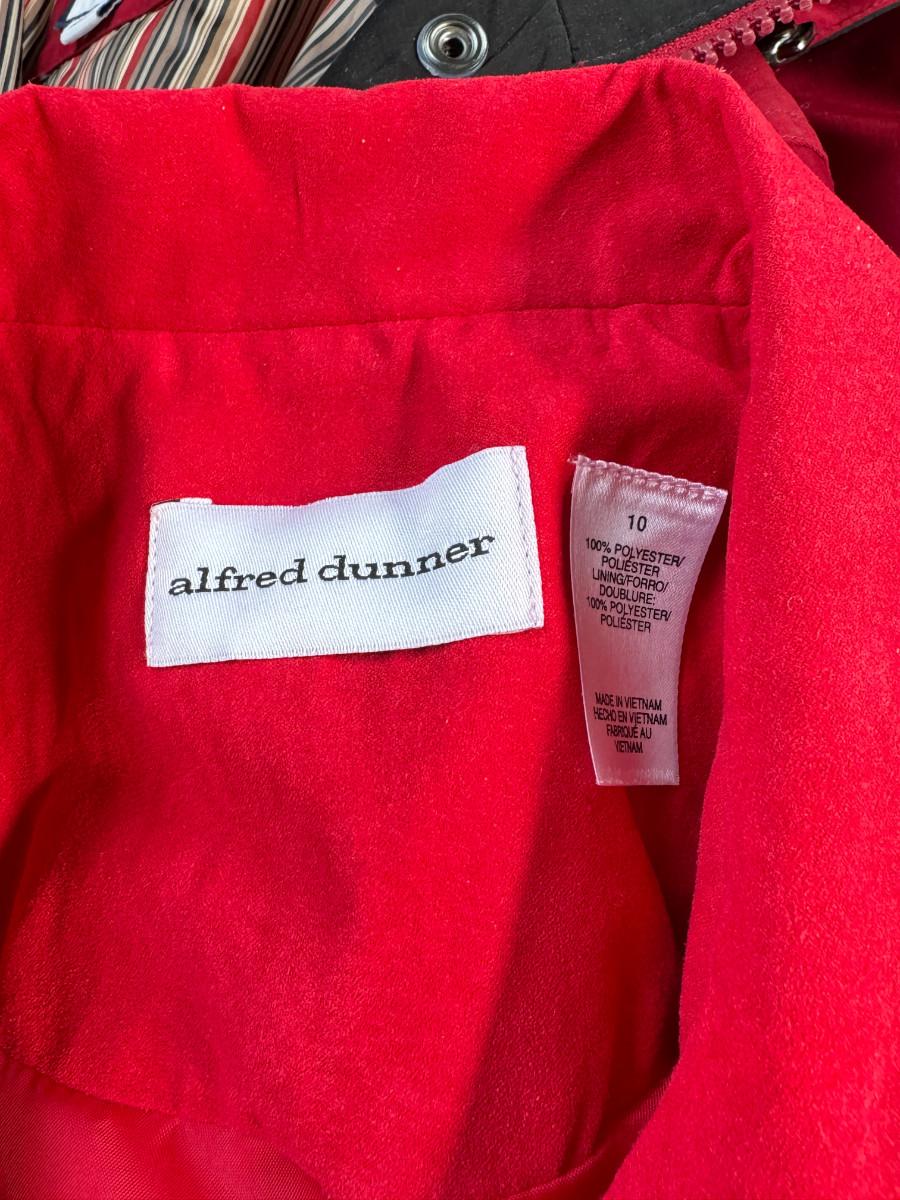 alfred dunner
10
100% POLYESTER/
POLIÉSTER
LINING/FORRO/
DOUBLURE:
100% POLYESTER/
POLIÉSTER
MADE IN VIETNAM
HECHO EN VIETNAM
FABRIQUÉ AU
VIETNAM